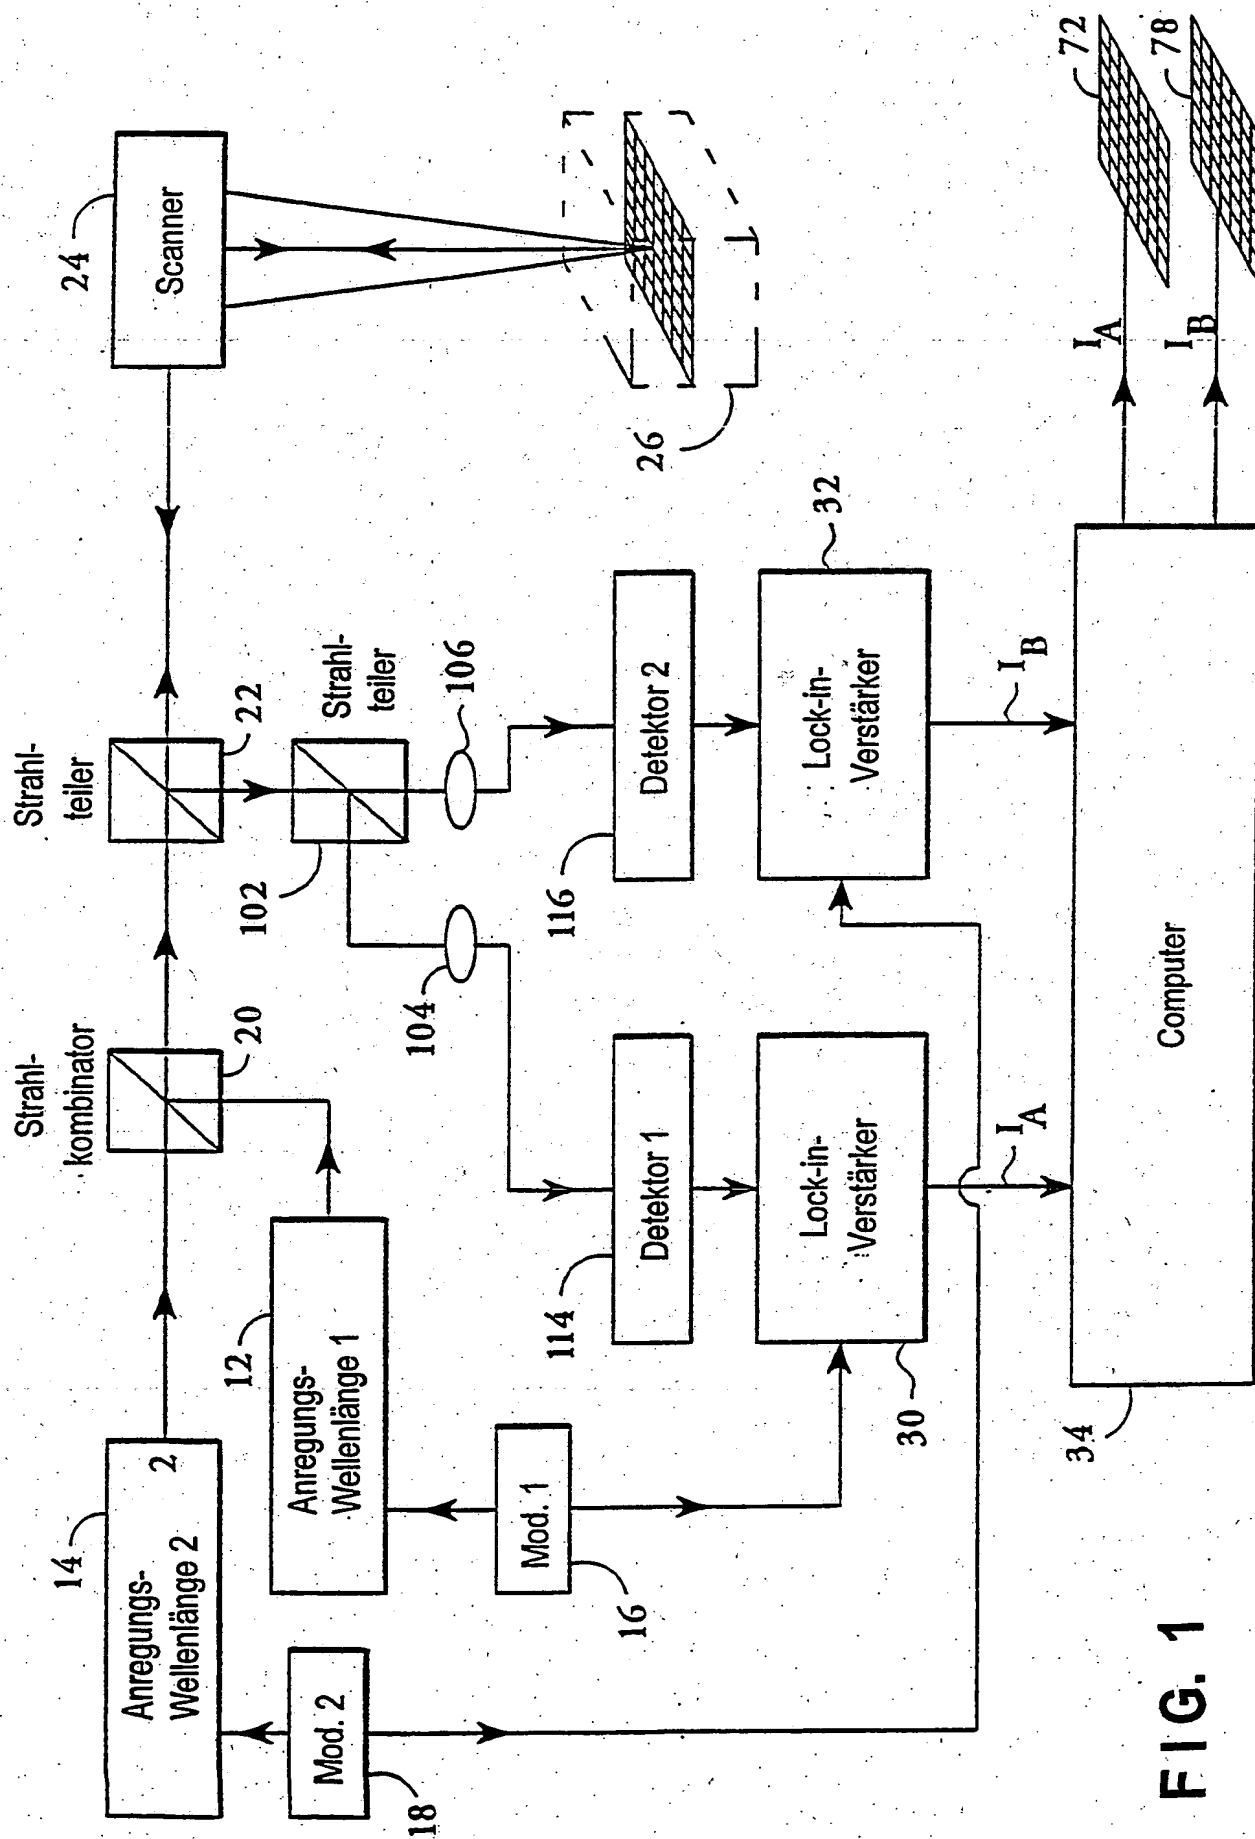 14
Anregungs-
Wellenlänge 2
2
Strahl-
kombinator
20
Strahl-
teiler
22
24
Scanner
12
Anregungs-
Wellenlänge 1
102
Strahl-
teiler
Mod. 2
18
Mod. 1
16
104
106
26
114
Detektor 1
116
Detektor 2
Lock-in-
Verstärker
30
Lock-in-
Verstärker
32
I_A
I_B
34
Computer
I_A
72
I_B
78
FIG. 1